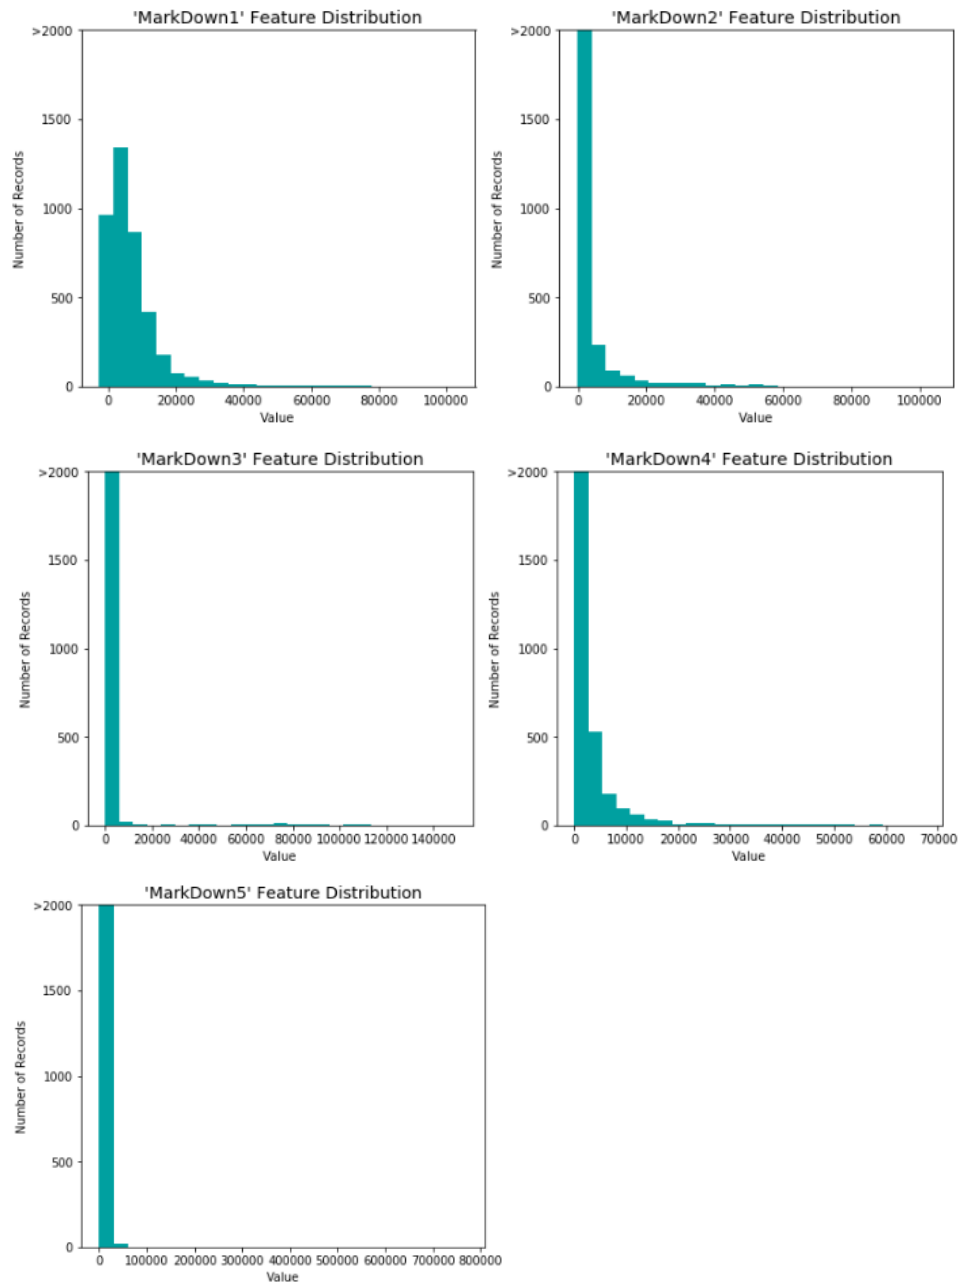 'MarkDown1' Feature Distribution
>2000
1500
1000
500
0
Number of Records
0 20000 40000 60000 80000 100000
Value
'MarkDown2' Feature Distribution
>2000
1500
1000
500
0
Number of Records
0 20000 40000 60000 80000 100000
Value
'MarkDown3' Feature Distribution
>2000
1500
1000
500
0
Number of Records
0 20000 40000 60000 80000 100000 120000 140000
Value
'MarkDown4' Feature Distribution
>2000
1500
1000
500
0
Number of Records
0 10000 20000 30000 40000 50000 60000 70000
Value
'MarkDown5' Feature Distribution
>2000
1500
1000
500
0
Number of Records
0 100000 200000 300000 400000 500000 600000 700000 800000
Value